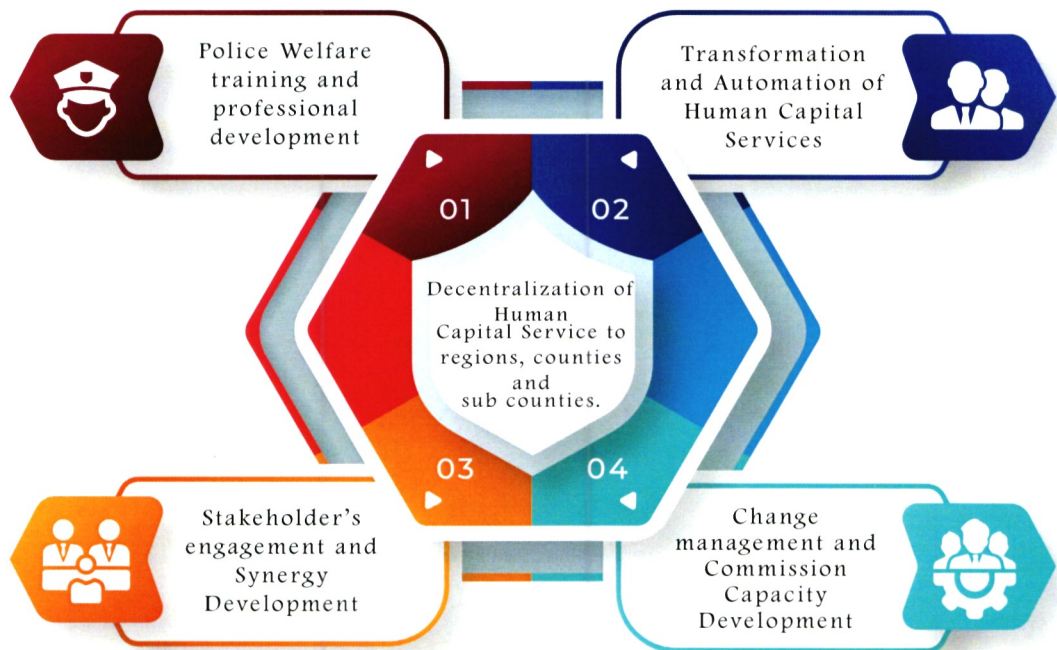 Police Welfare
training and
professional
development
Transformation
and Automation of
Human Capital
Services
01
02
Decentralization of
Human
Capital Service to
regions, counties
and
sub counties.
03
04
Stakeholder's
engagement and
Synergy
Development
Change
management and
Commission
Capacity
Development